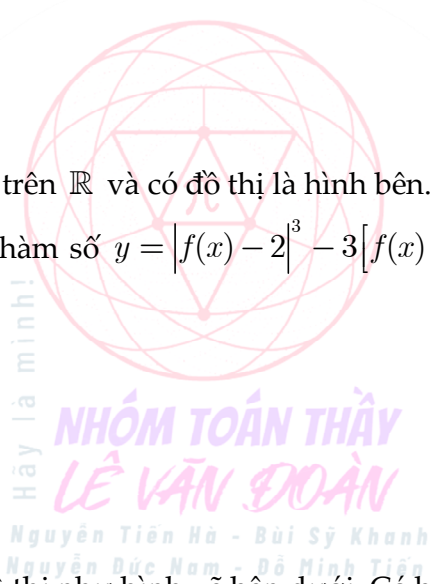 trên ℝ và có đồ thị là hình bên.
hàm số y = |f(x) − 2|³ − 3[f(x)
Hãy là mình!
NHÓM TOÁN THẦY
LÊ VĂN ĐOÀN
Nguyễn Tiến Hà - Bùi Sỹ Khanh
Nguyễn Đức Nam - Đỗ Minh Tiến